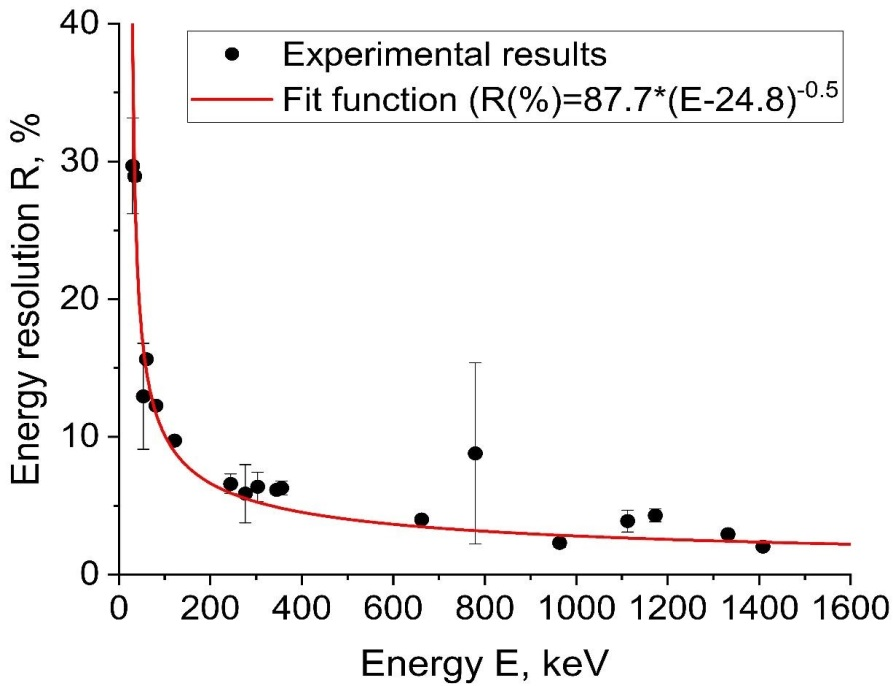 Experimental results
Fit function (R(%)=87.7*(E-24.8)-0.5
Energy resolution R, %
40
30
20
10
0
0 200 400 600 800 1000 1200 1400 1600
Energy E, keV